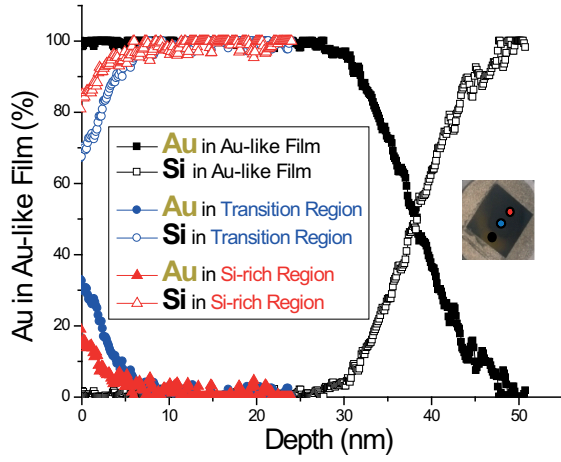 Au in Au-like Film (%)
100
80
60
40
20
0
Au in Au-like Film
Si in Au-like Film
Au in Transition Region
Si in Transition Region
Au in Si-rich Region
Si in Si-rich Region
0 10 20 30 40 50
Depth (nm)